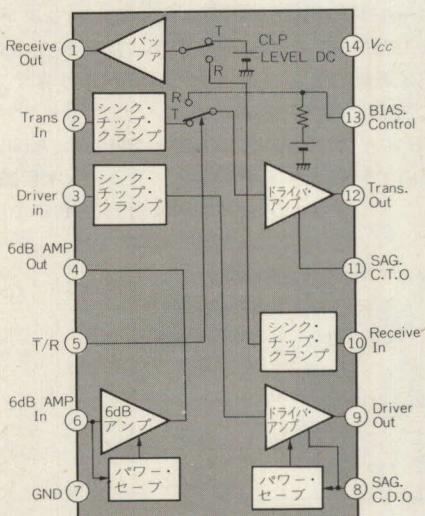 Receive
Out
1
バッ
ファ
T
R
CLP
LEVEL DC
14
Vcc
Trans
In
2
シンク・
チップ・
クランプ
R
T
13
BIAS.
Control
Driver
in
3
シンク・
チップ・
クランプ
ドライバ・
アンプ
12
Trans.
Out
6dB AMP
Out
4
11
SAG.
C.T.O
T̅/R
5
シンク・
チップ・
クランプ
10
Receive
In
6dB AMP
In
6
6dB
アンプ
ドライバ・
アンプ
9
Driver
Out
パワー・
セーブ
パワー・
セーブ
GND
7
8
SAG.
C.D.O